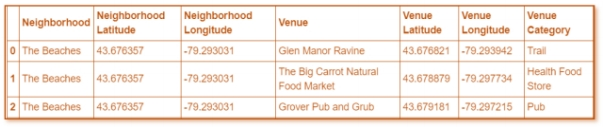 Neighborhood Neighborhood Latitude Neighborhood Longitude Venue Venue Latitude Venue Longitude Venue Category
0 The Beaches 43.676357 -79.293031 Glen Manor Ravine 43.676821 -79.293942 Trail
1 The Beaches 43.676357 -79.293031 The Big Carrot Natural Food Market 43.678879 -79.297734 Health Food Store
2 The Beaches 43.676357 -79.293031 Grover Pub and Grub 43.679181 -79.297215 Pub